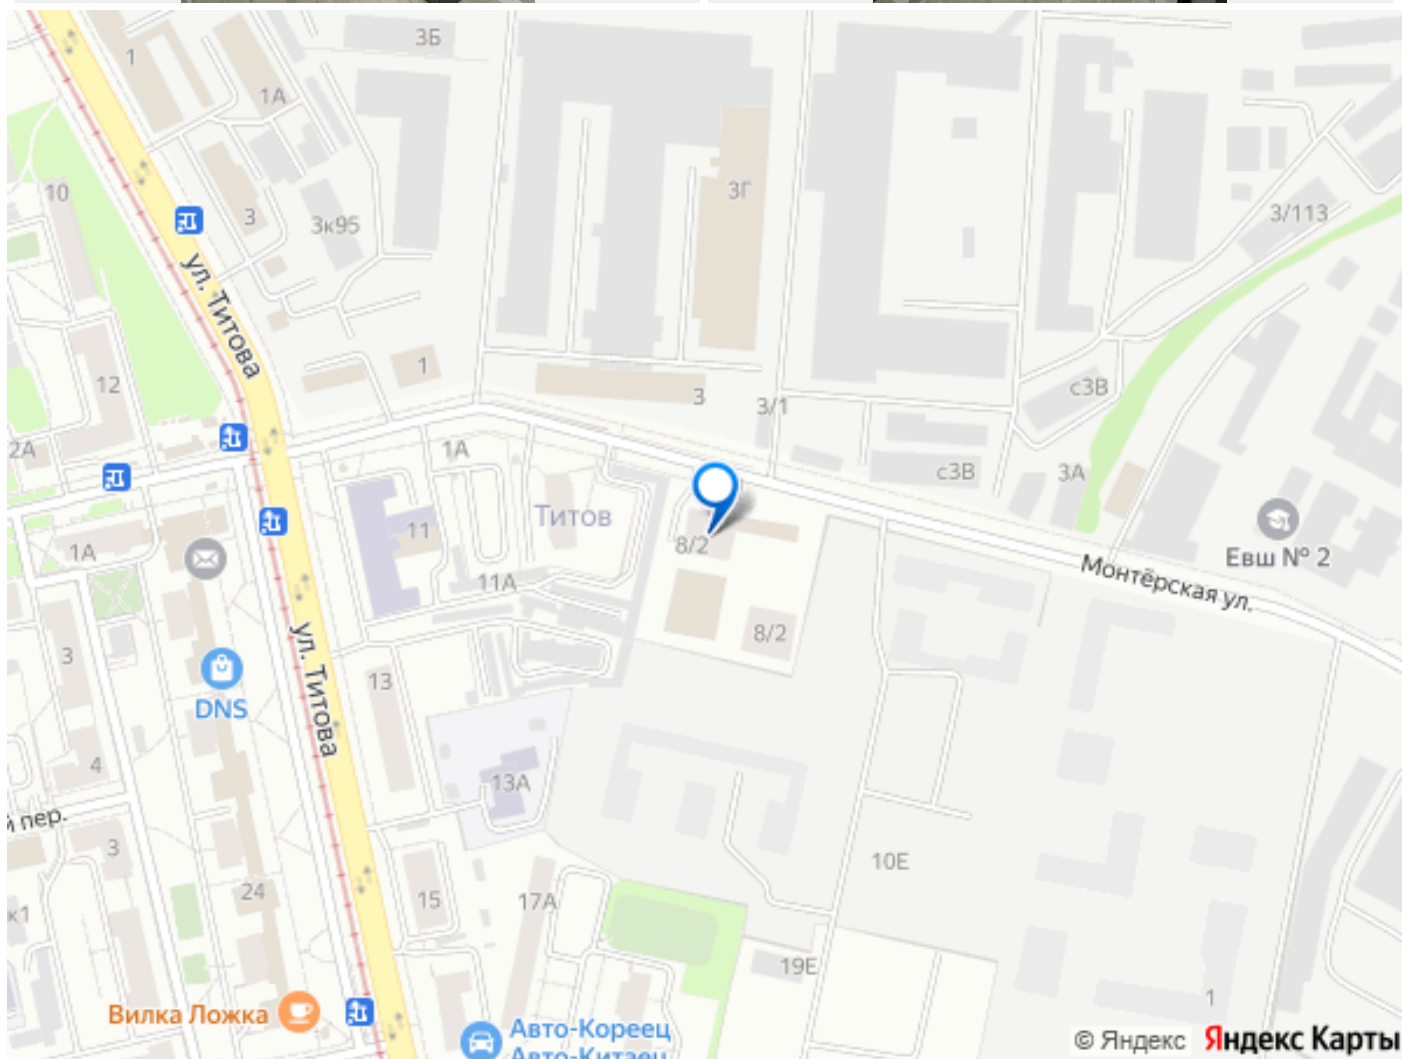 3Б
1
1А
3Г
10
3
3к95
3/113
ул. Титова
1
12
с3В
3
3/1
2А
1А
с3В
3А
Титов
11
8/2
Евш № 2
1А
11А
Монтёрская ул.
8/2
ул. Титова
3
13
DNS
4
13А
й пер.
3
10Е
24
15
17А
к1
19Е
1
Вилка Ложка
Авто-Кореец
Авто-Китаец
© Яндекс Яндекс Карты